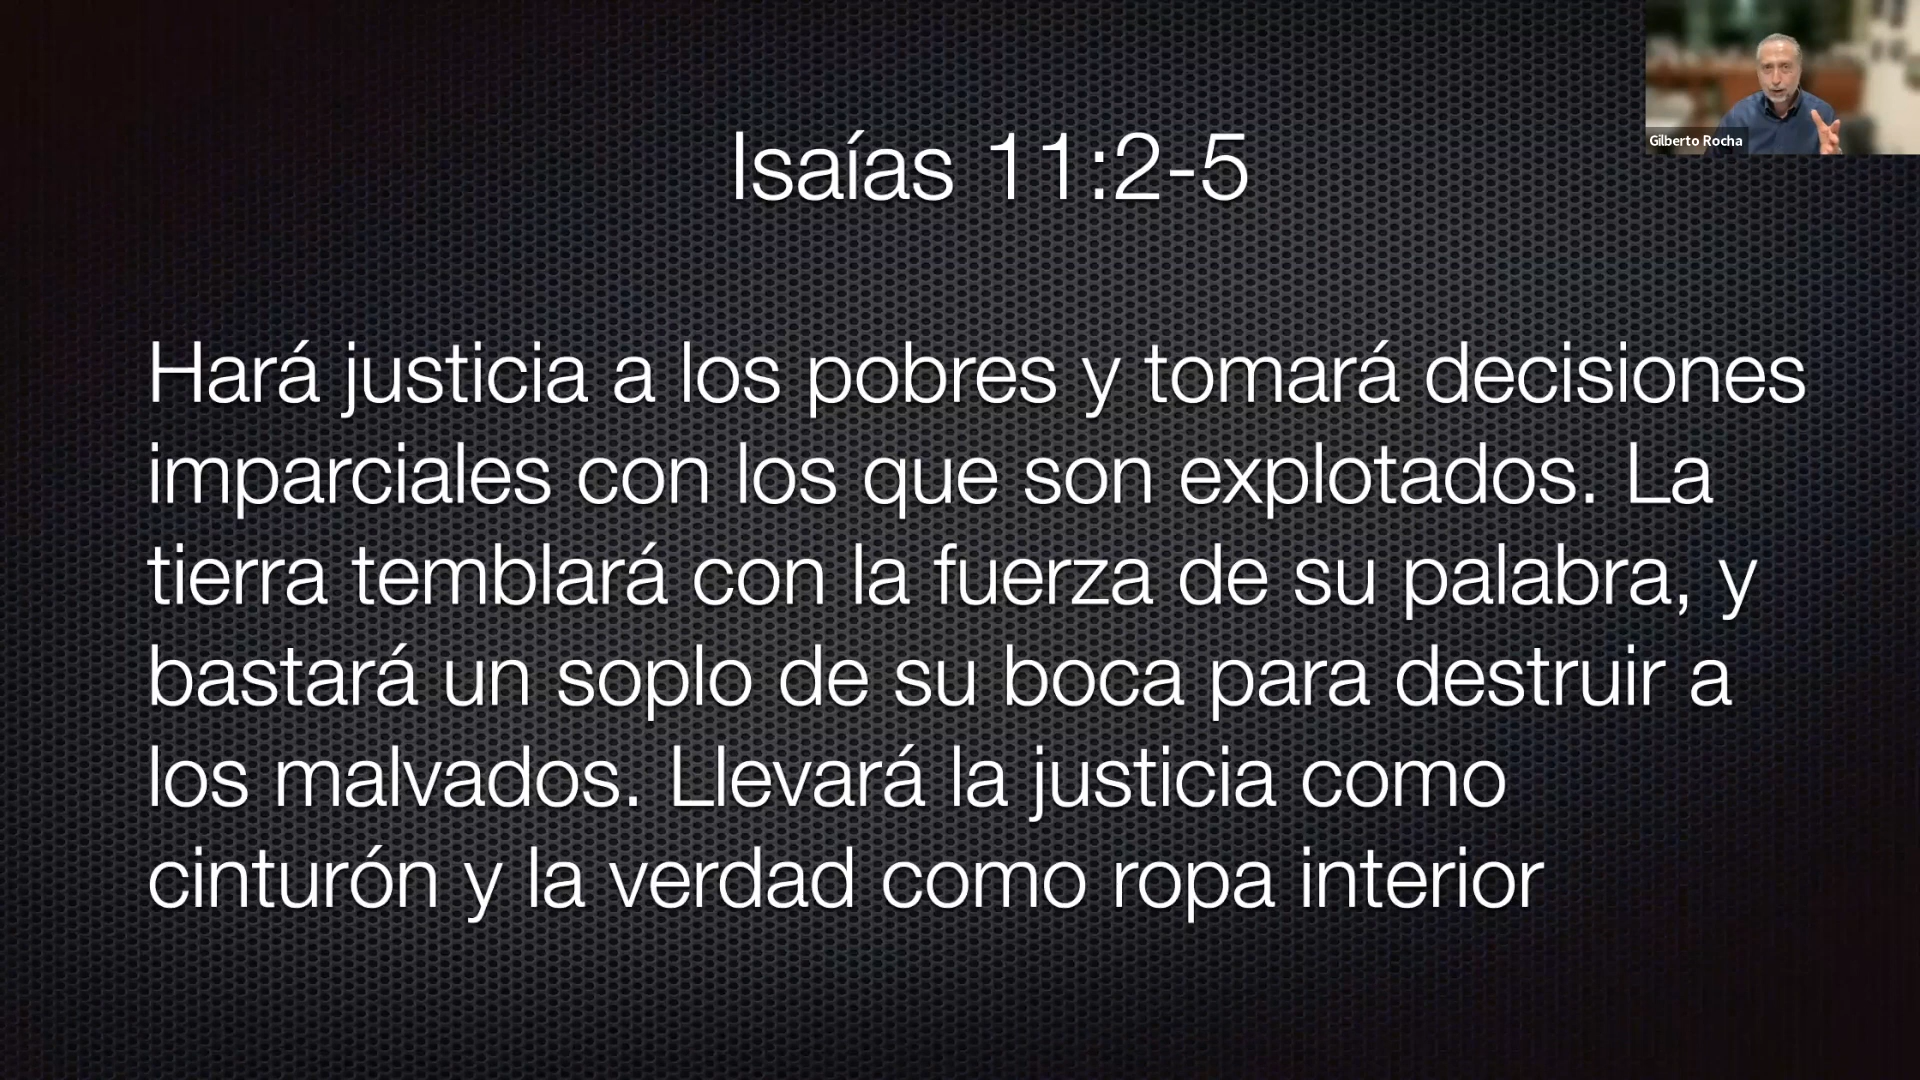 Isaías 11:2-5
Gilberto Rocha
Hará justicia a los pobres y tomará decisiones
imparciales con los que son explotados. La
tierra temblará con la fuerza de su palabra, y
bastará un soplo de su boca para destruir a
los malvados. Llevará la justicia como
cinturón y la verdad como ropa interior